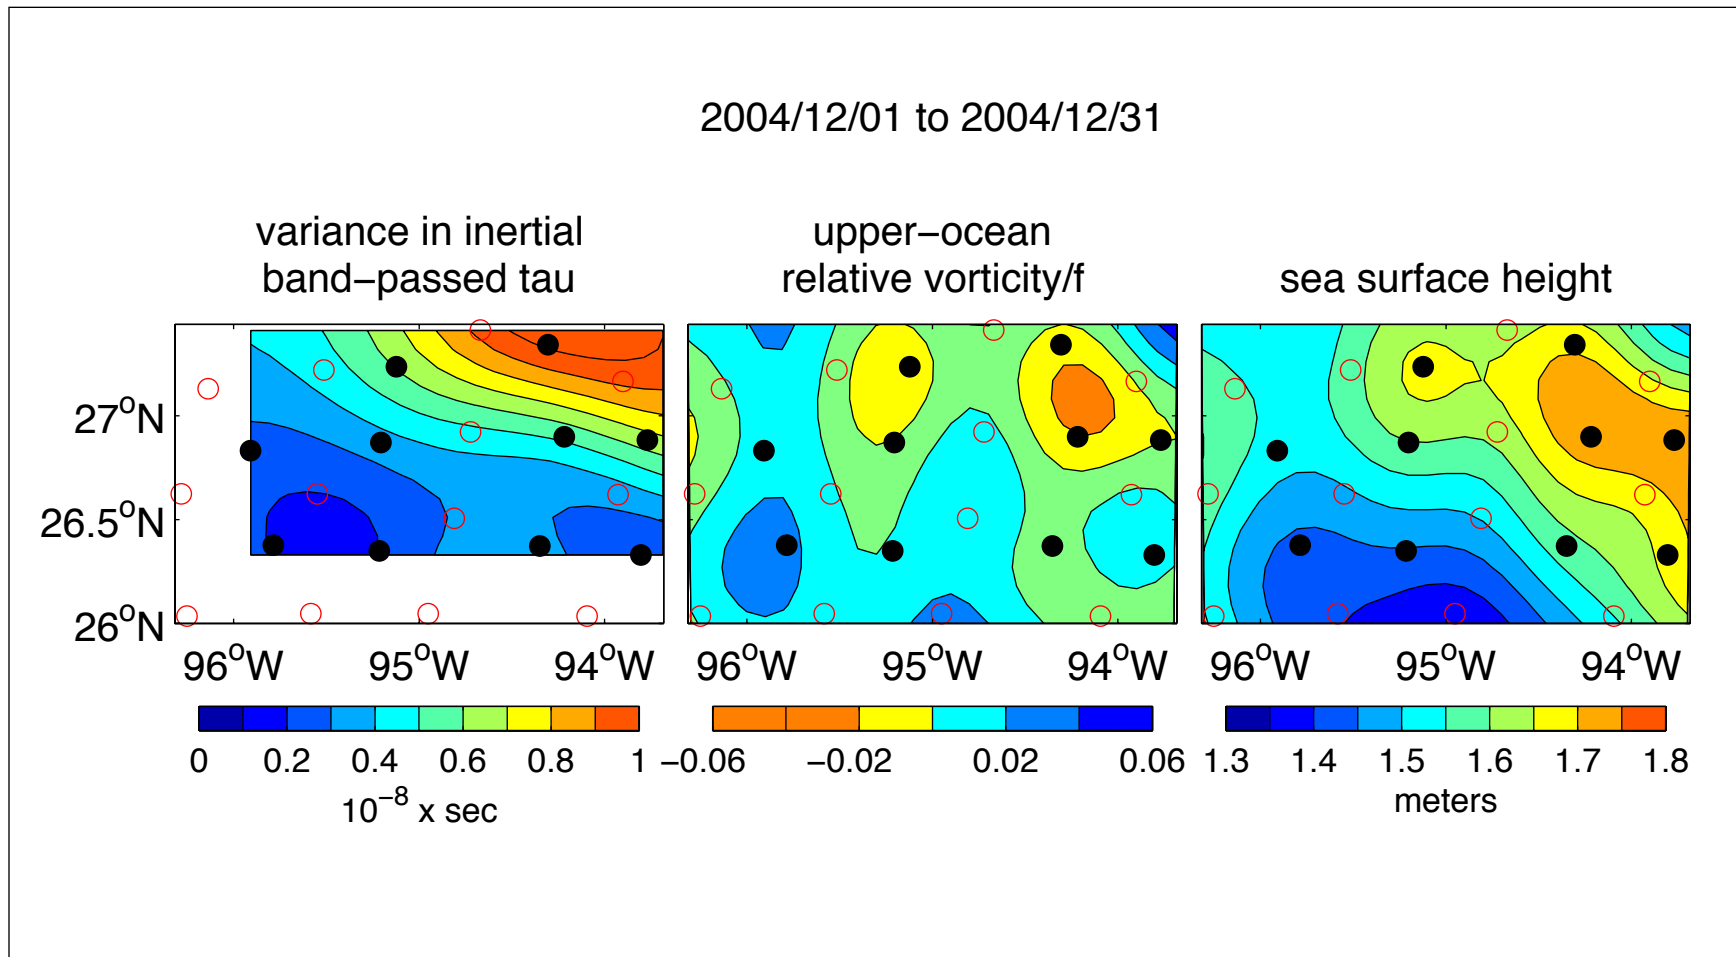 2004/12/01 to 2004/12/31
variance in inertial
band−passed tau
upper−ocean
relative vorticity/f
sea surface height
27°N
26.5°N
26°N
96°W 95°W 94°W
96°W 95°W 94°W
96°W 95°W 94°W
0 0.2 0.4 0.6 0.8 1
10⁻⁸ x sec
−0.06 −0.02 0.02 0.06
1.3 1.4 1.5 1.6 1.7 1.8
meters